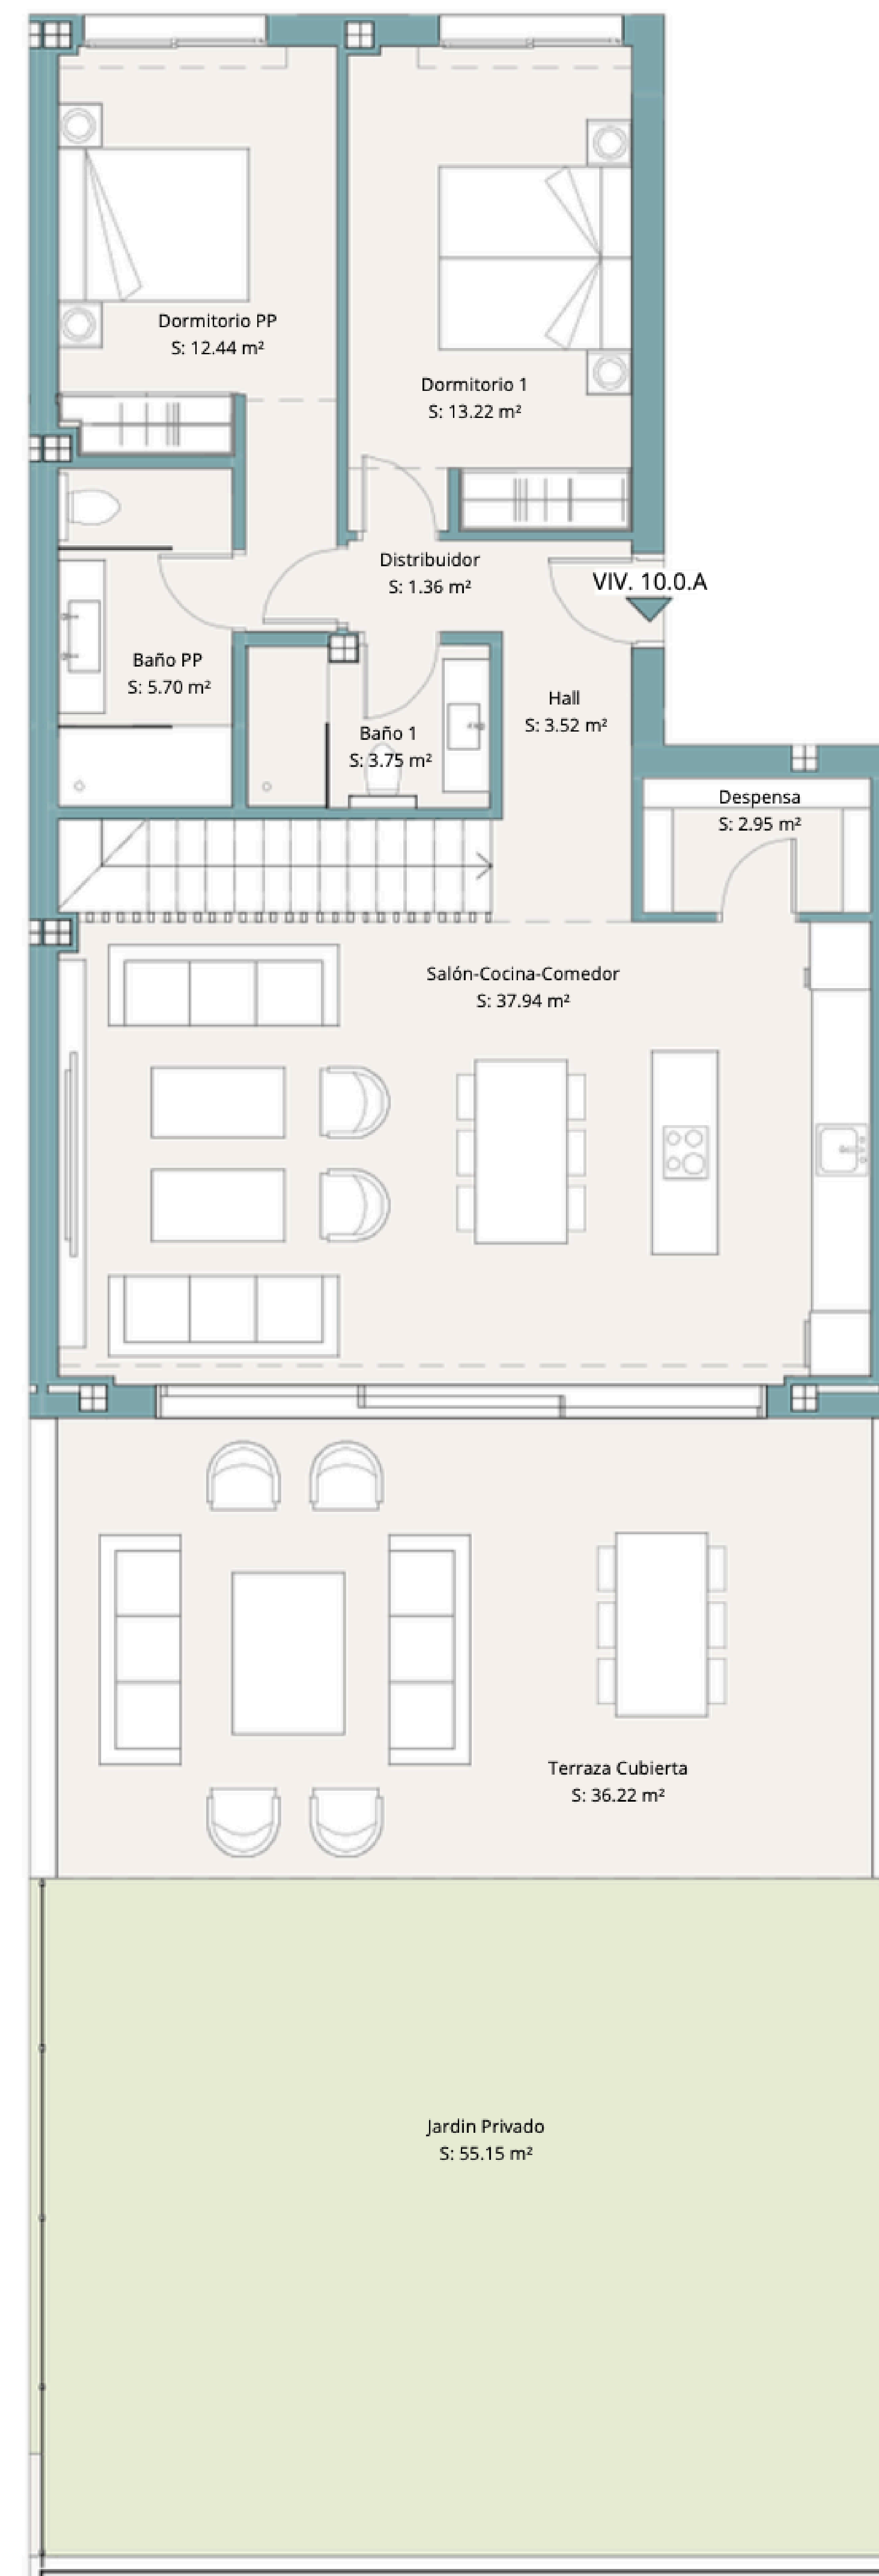 Dormitorio PP
S: 12.44 m²
Dormitorio 1
S: 13.22 m²
Distribuidor
S: 1.36 m²
VIV. 10.0.A
Baño PP
S: 5.70 m²
Hall
S: 3.52 m²
Baño 1
S: 3.75 m²
Despensa
S: 2.95 m²
Salón-Cocina-Comedor
S: 37.94 m²
Terraza Cubierta
S: 36.22 m²
Jardin Privado
S: 55.15 m²